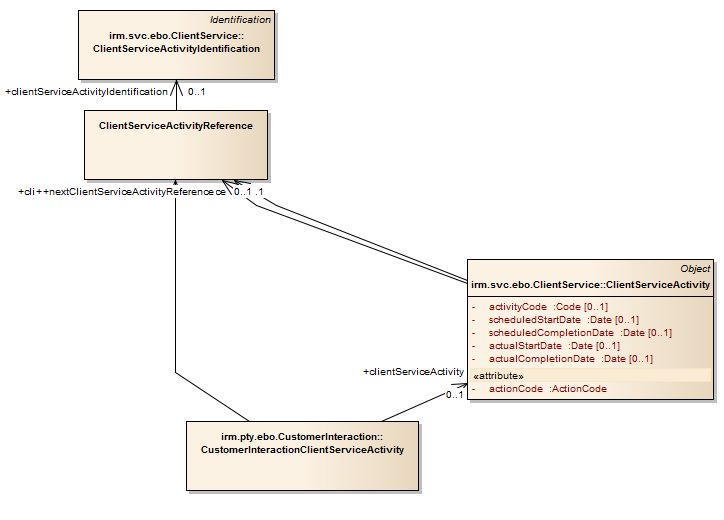 Identification
irm.svc.ebo.ClientService::
ClientServiceActivityIdentification
+clientServiceActivityIdentification 0..1
ClientServiceActivityReference
+cli++nextClientServiceActivityReferencece 0..1 .1
Object
irm.svc.ebo.ClientService::ClientServiceActivity
- activityCode :Code [0..1]
- scheduledStartDate :Date [0..1]
- scheduledCompletionDate :Date [0..1]
- actualStartDate :Date [0..1]
- actualCompletionDate :Date [0..1]
«attribute»
- actionCode :ActionCode
+clientServiceActivity
0..1
irm.pty.ebo.CustomerInteraction::
CustomerInteractionClientServiceActivity